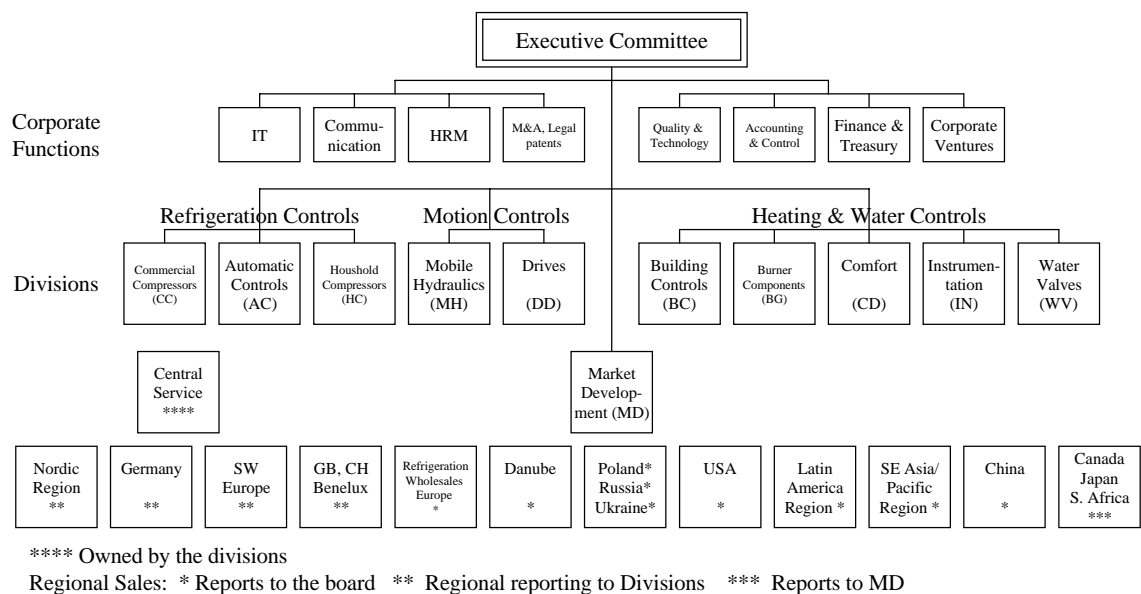 Executive Committee
Corporate
Functions
IT
Commu-
nication
HRM
M&A, Legal
patents
Quality &
Technology
Accounting
& Control
Finance &
Treasury
Corporate
Ventures
Refrigeration Controls
Motion Controls
Heating & Water Controls
Divisions
Commercial
Compressors
(CC)
Automatic
Controls
(AC)
Houshold
Compressors
(HC)
Mobile
Hydraulics
(MH)
Drives
(DD)
Building
Controls
(BC)
Burner
Components
(BG)
Comfort
(CD)
Instrumen-
tation
(IN)
Water
Valves
(WV)
Central
Service
****
Market
Develop-
ment (MD)
Nordic
Region
**
Germany
**
SW
Europe
**
GB, CH
Benelux
**
Refrigeration
Wholesales
Europe
*
Danube
*
Poland*
Russia*
Ukraine*
USA
*
Latin
America
Region *
SE Asia/
Pacific
Region *
China
*
Canada
Japan
S. Africa
***
**** Owned by the divisions
Regional Sales: * Reports to the board ** Regional reporting to Divisions *** Reports to MD